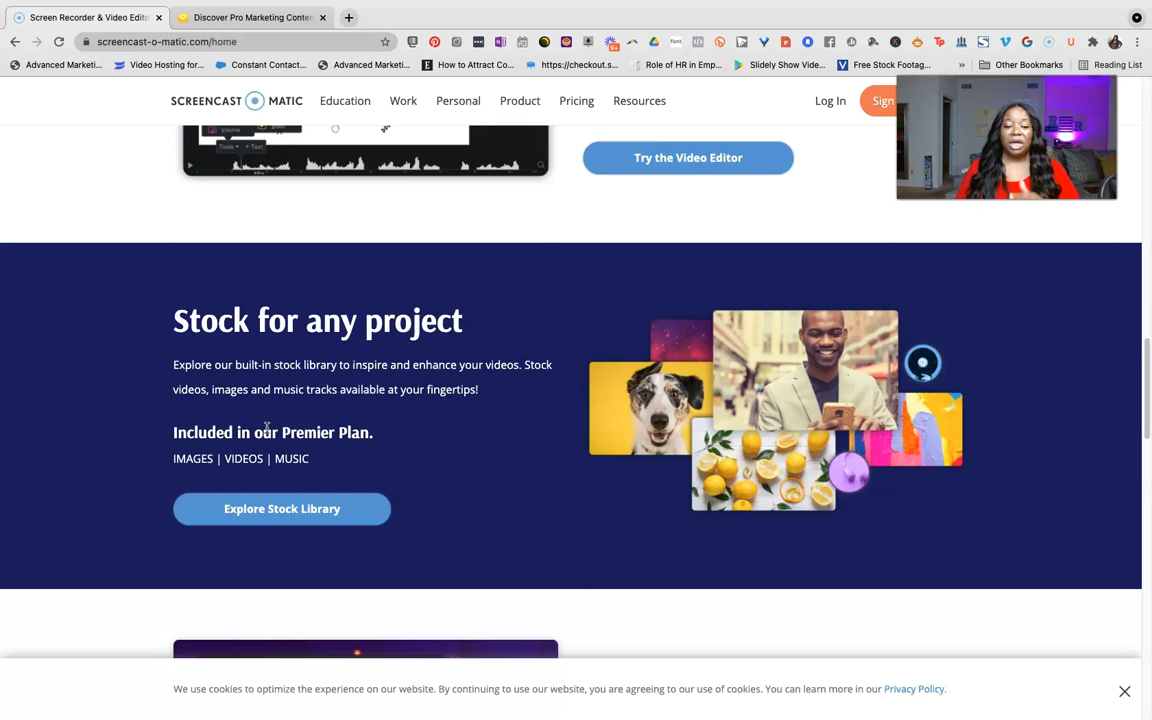 Screen Recorder & Video Edito
Discover Pro Marketing Conten
screencast-o-matic.com/home
Advanced Marketi...
Video Hosting for...
Constant Contact...
Advanced Marketi...
How to Attract Co...
https://checkout.s...
Role of HR in Emp...
Slidely Show Vide...
Free Stock Footag...
Other Bookmarks
Reading List
SCREENCAST MATIC
Education
Work
Personal
Product
Pricing
Resources
Log In
Sign
Tools
+ Text
Try the Video Editor
Stock for any project
Explore our built-in stock library to inspire and enhance your videos. Stock
videos, images and music tracks available at your fingertips!
Included in our Premier Plan.
IMAGES | VIDEOS | MUSIC
Explore Stock Library
We use cookies to optimize the experience on our website. By continuing to use our website, you are agreeing to our use of cookies. You can learn more in our Privacy Policy.